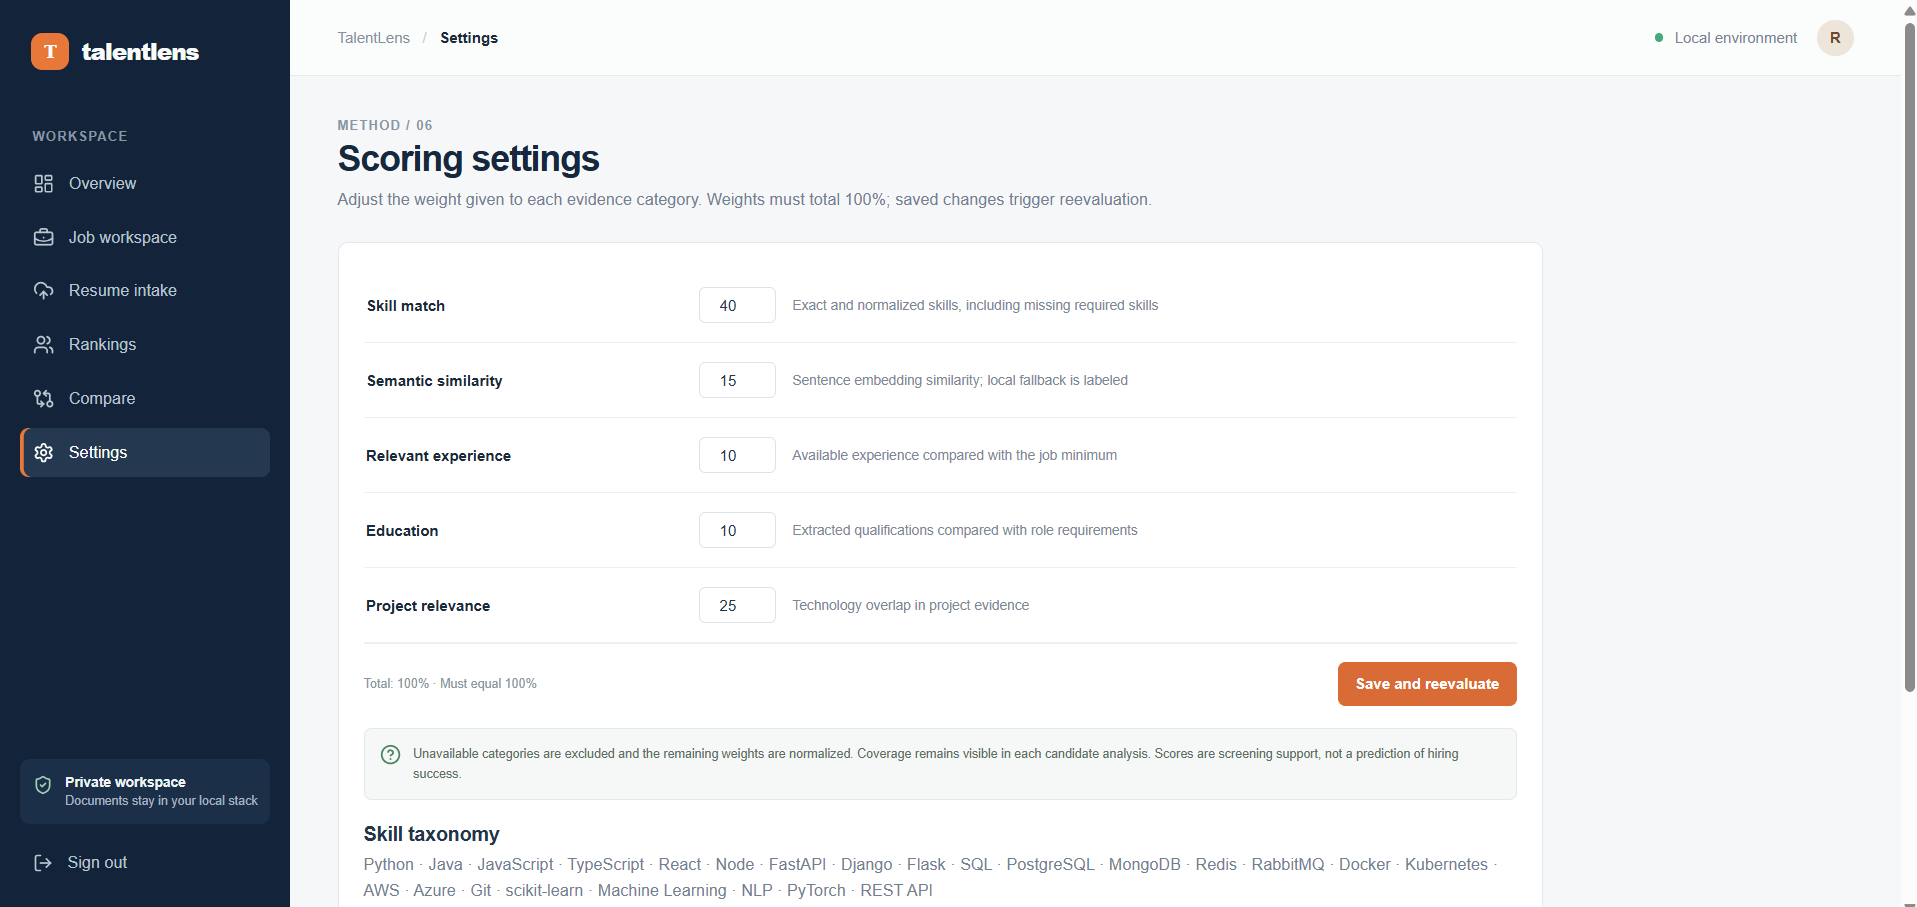 T talentlens
TalentLens / Settings
Local environment R
WORKSPACE
Overview
Job workspace
Resume intake
Rankings
Compare
Settings
Private workspace
Documents stay in your local stack
Sign out
METHOD / 06
Scoring settings
Adjust the weight given to each evidence category. Weights must total 100%; saved changes trigger reevaluation.
Skill match 40 Exact and normalized skills, including missing required skills
Semantic similarity 15 Sentence embedding similarity; local fallback is labeled
Relevant experience 10 Available experience compared with the job minimum
Education 10 Extracted qualifications compared with role requirements
Project relevance 25 Technology overlap in project evidence
Total: 100% · Must equal 100% Save and reevaluate
Unavailable categories are excluded and the remaining weights are normalized. Coverage remains visible in each candidate analysis. Scores are screening support, not a prediction of hiring
success.
Skill taxonomy
Python · Java · JavaScript · TypeScript · React · Node · FastAPI · Django · Flask · SQL · PostgreSQL · MongoDB · Redis · RabbitMQ · Docker · Kubernetes ·
AWS · Azure · Git · scikit-learn · Machine Learning · NLP · PyTorch · REST API